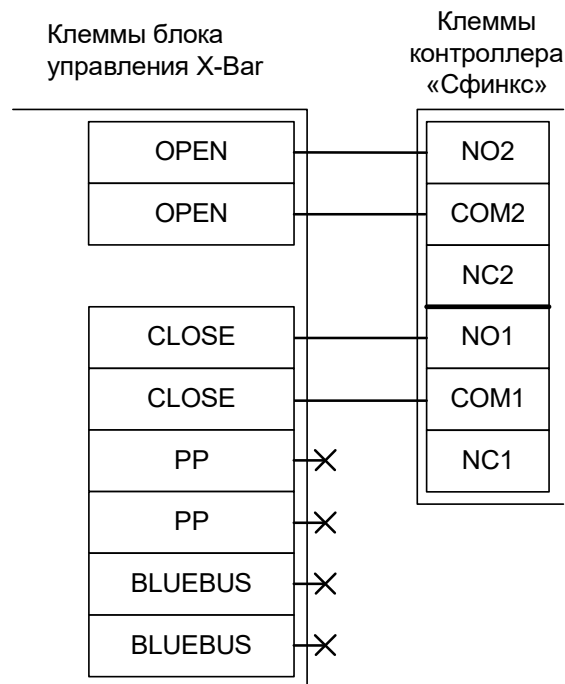 Клеммы блока
управления X-Bar
Клеммы
контроллера
«Сфинкс»
OPEN
OPEN
CLOSE
CLOSE
PP
PP
BLUEBUS
BLUEBUS
NO2
COM2
NC2
NO1
COM1
NC1